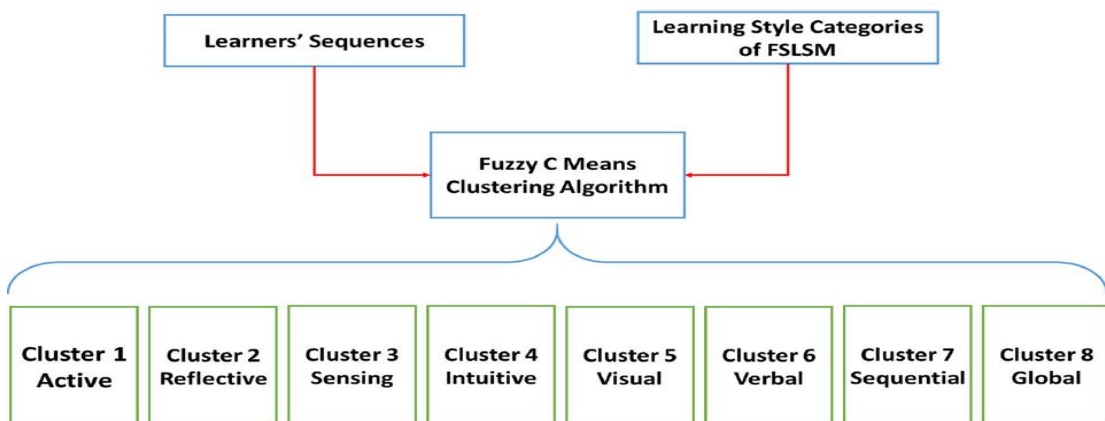 Learners’ Sequences
Learning Style Categories
of FSLSM
Fuzzy C Means
Clustering Algorithm
Cluster 1
Active
Cluster 2
Reflective
Cluster 3
Sensing
Cluster 4
Intuitive
Cluster 5
Visual
Cluster 6
Verbal
Cluster 7
Sequential
Cluster 8
Global